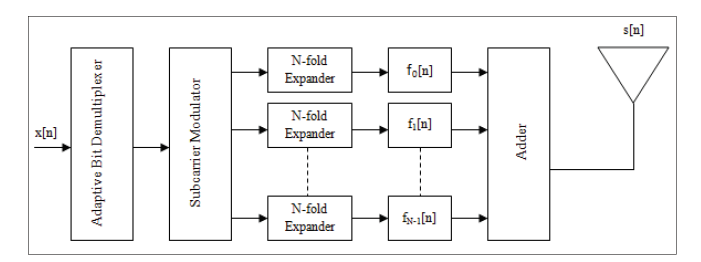 s[n]
x[n]
Adaptive Bit Demultiplexer
Subcarrier Modulator
N-fold
Expander
f0[n]
N-fold
Expander
f1[n]
N-fold
Expander
fN-1[n]
Adder